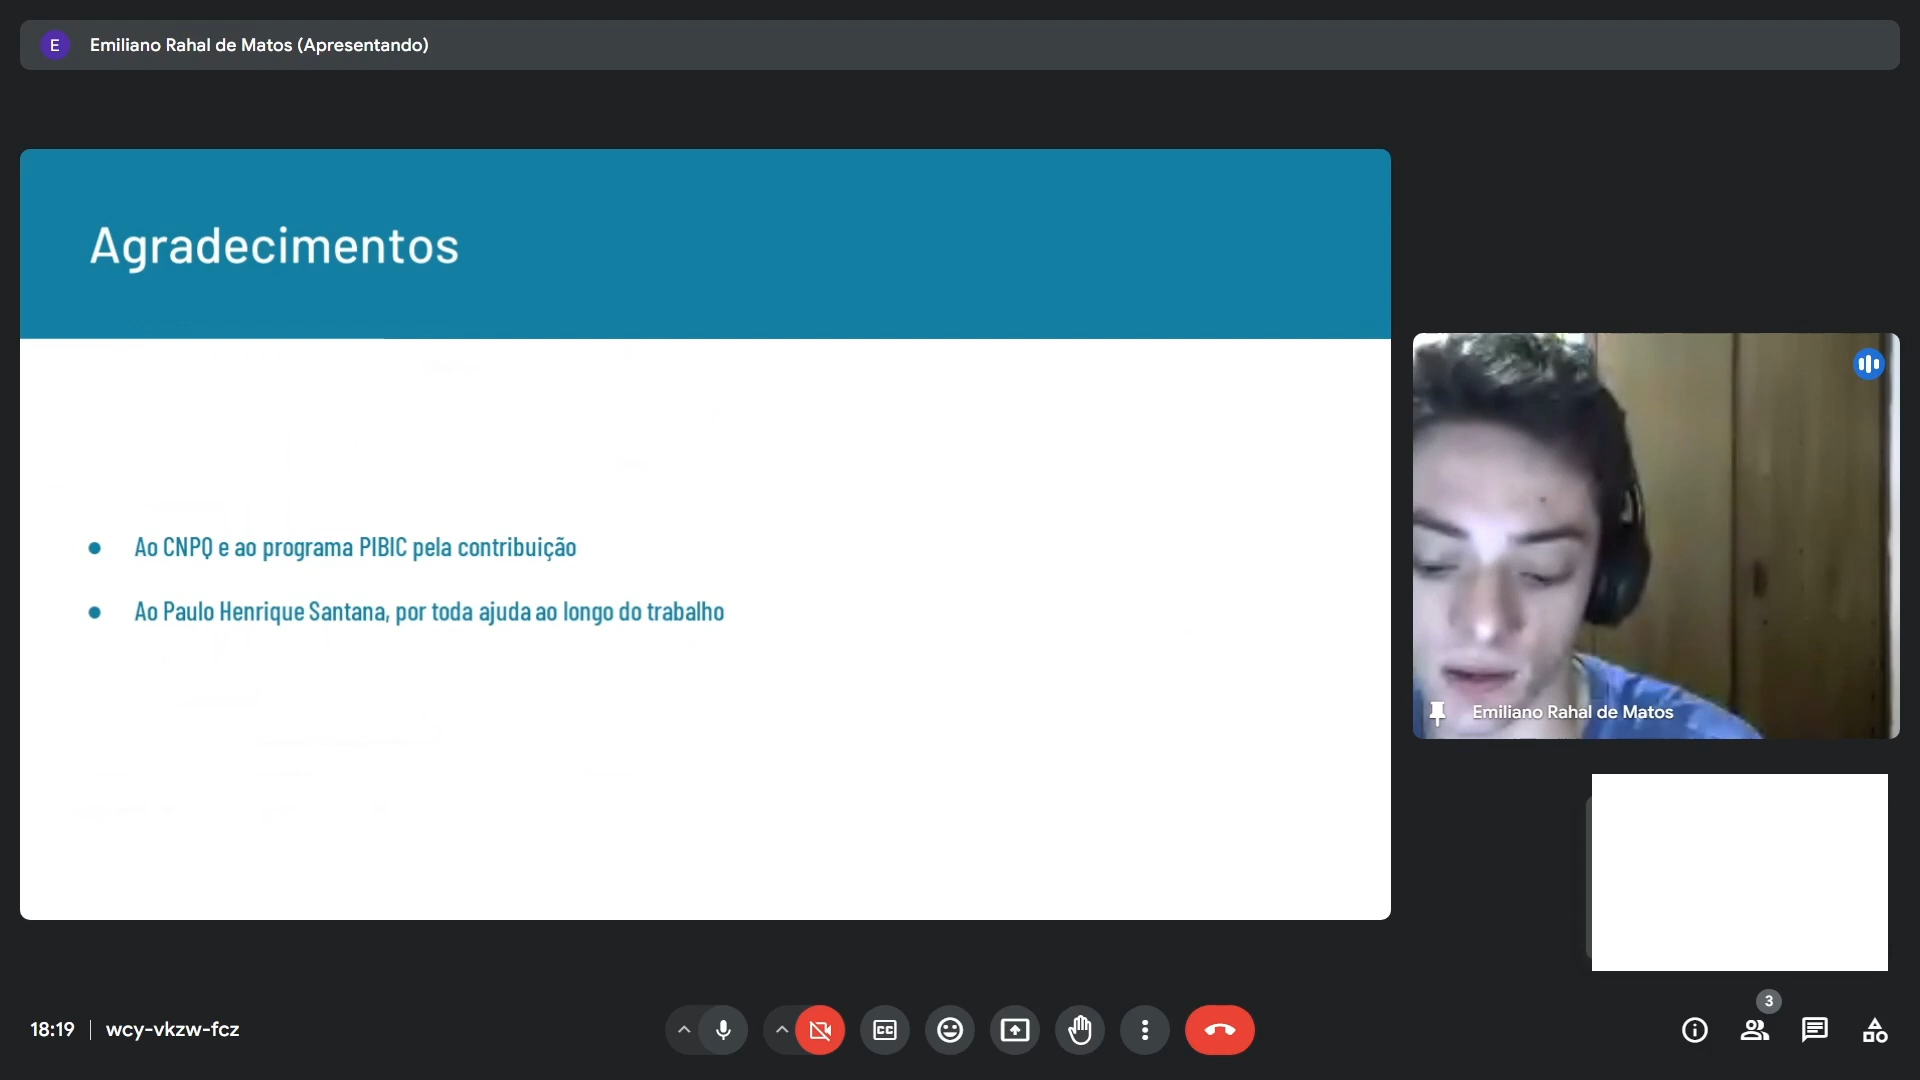 E
Emiliano Rahal de Matos (Apresentando)
Agradecimentos
● Ao CNPQ e ao programa PIBIC pela contribuição
● Ao Paulo Henrique Santana, por toda ajuda ao longo do trabalho
Emiliano Rahal de Matos
18:19 | wcy-vkzw-fcz
CC
3